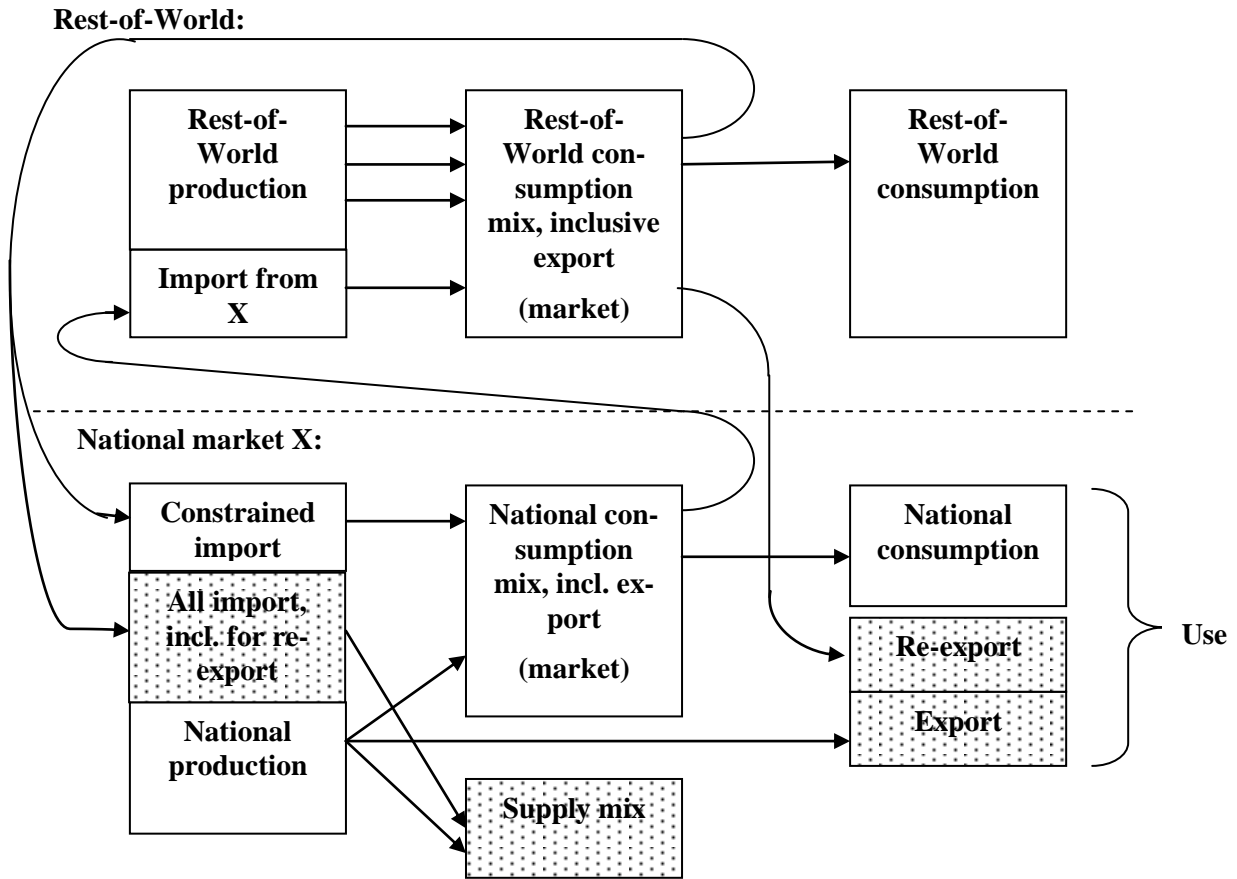 Rest-of-World:
Rest-of-
World
production
Import from
X
Rest-of-
World con-
sumption
mix, inclusive
export
(market)
Rest-of-
World
consumption
National market X:
Constrained
import
All import,
incl. for re-
export
National
production
National con-
sumption
mix, incl. ex-
port
(market)
Supply mix
National
consumption
Re-export
Export
Use